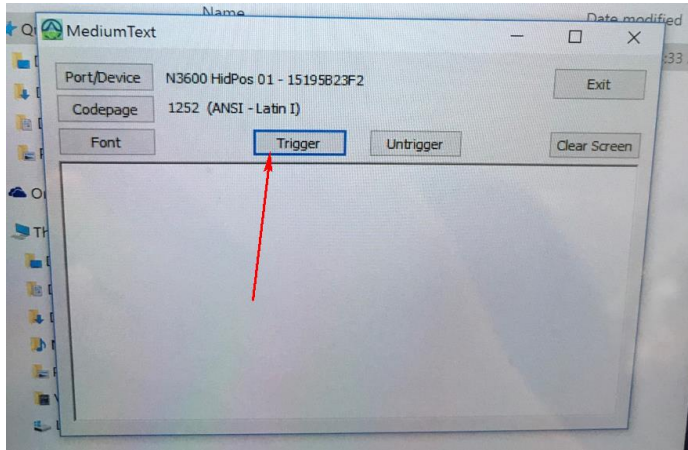 Name
Date modified
MediumText
Port/Device N3600 HidPos 01 - 15195B23F2 Exit
Codepage 1252 (ANSI - Latin I)
Font Trigger Untrigger Clear Screen